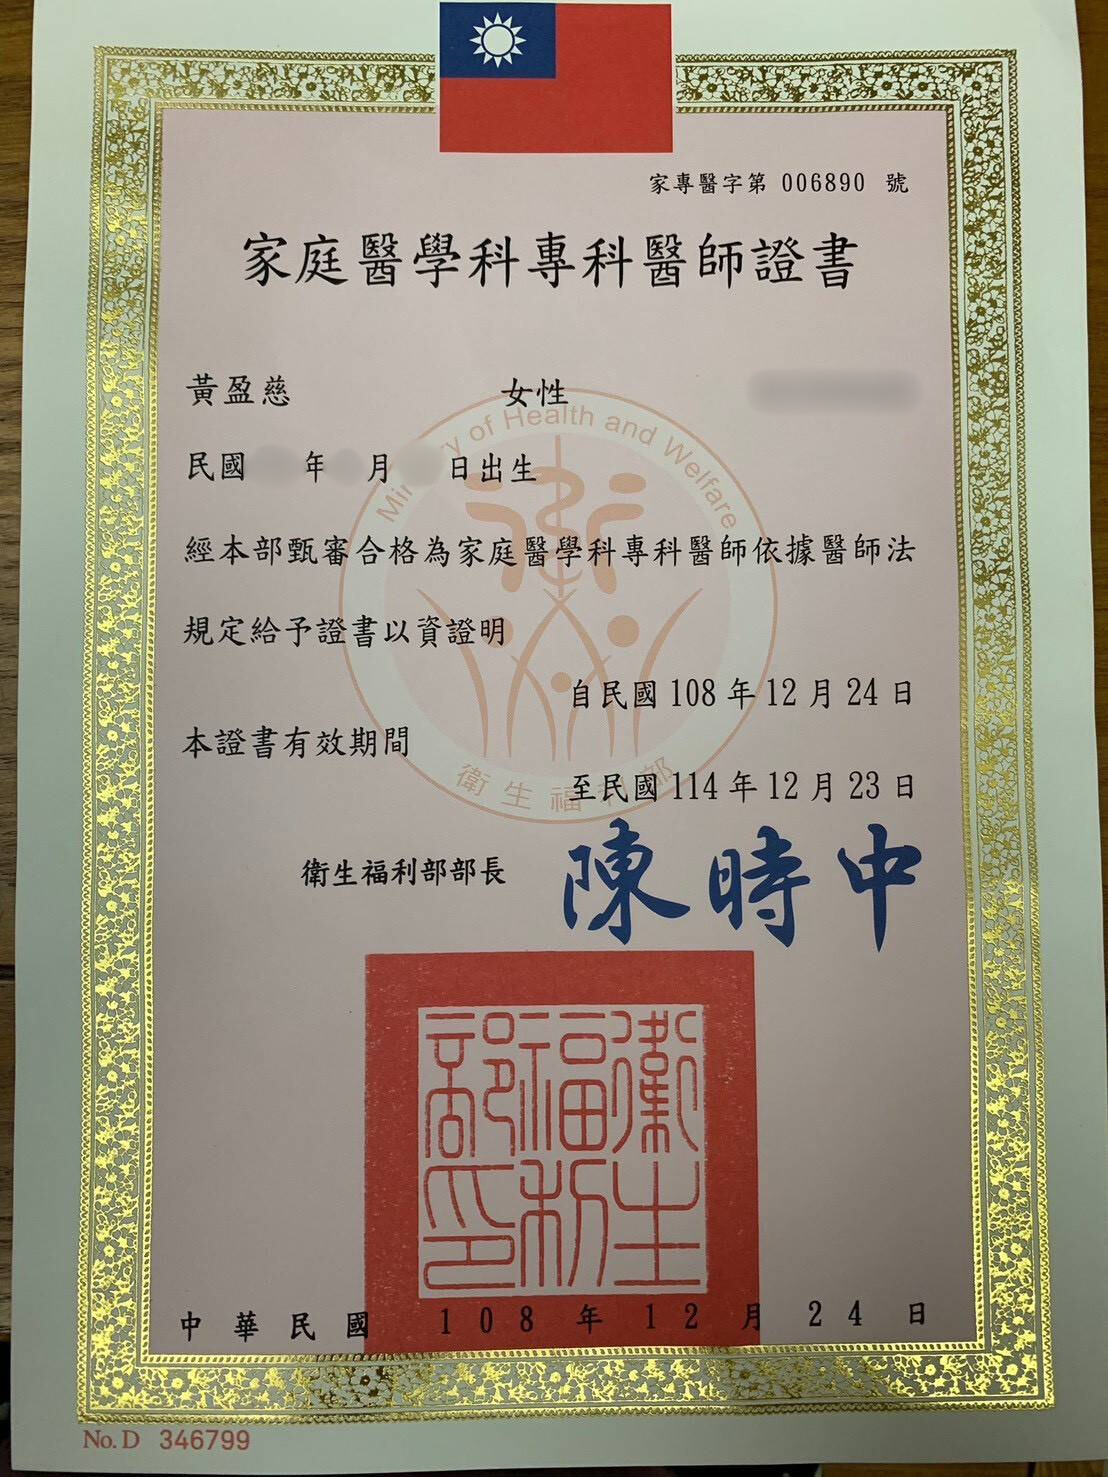 家專醫字第 006890 號
家庭醫學科專科醫師證書
黃盈慈 女性
民國 年 月 日出生
經本部甄審合格為家庭醫學科專科醫師依據醫師法
規定給予證書以資證明
自民國 108 年 12 月 24 日
本證書有效期間
至民國 114 年 12 月 23 日
衛生福利部部長 陳時中
Ministry of Health and Welfare
衛生福利部
衛生福利部印
中華民國 108 年 12 月 24 日
No. D 346799